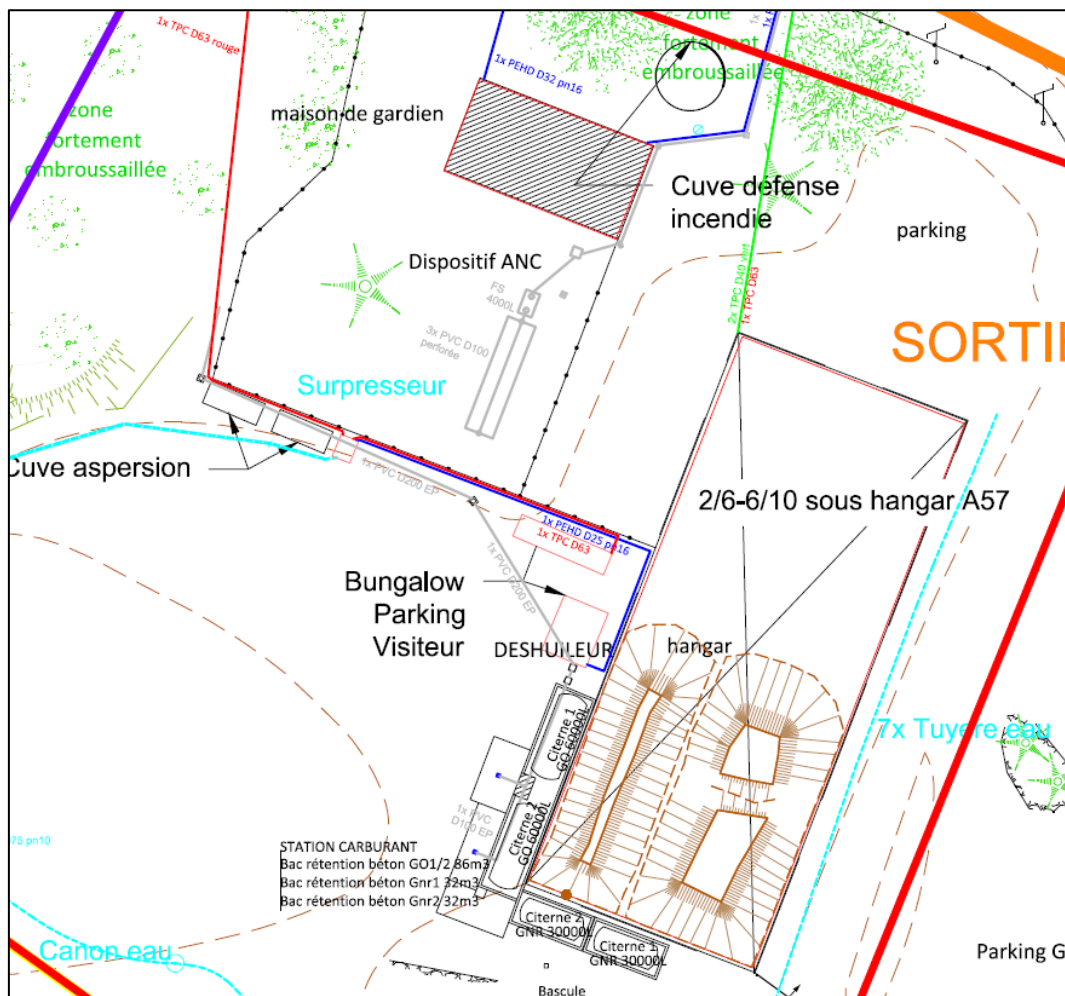 zone
fortement
embroussaillée
1x TPC D63 rouge
1x PEHD D32 pn16
maison de gardien
zone
fortement
embroussaillée
Cuve défense
incendie
parking
Dispositif ANC
FS
4000L
3x PVC D100
perforée
2x TPC D40 vert
1x TPC D63
SORTIE
Surpresseur
Cuve aspersion
1x PVC D200 EP
2/6-6/10 sous hangar A57
1x PEHD D25 pn16
1x TPC D63
1x PVC D200 EP
Bungalow
Parking
Visiteur
DESHUILEUR
hangar
7x Tuyere eau
Citerne 1
GO 60000L
Citerne 2
GO 60000L
1x PVC
D100 EP
75 pn10
STATION CARBURANT
Bac rétention béton GO1/2 86m3
Bac rétention béton Gnr1 32m3
Bac rétention béton Gnr2 32m3
Citerne 2
GNR 30000L
Citerne 1
GNR 30000L
Canon eau
Parking G
Bascule